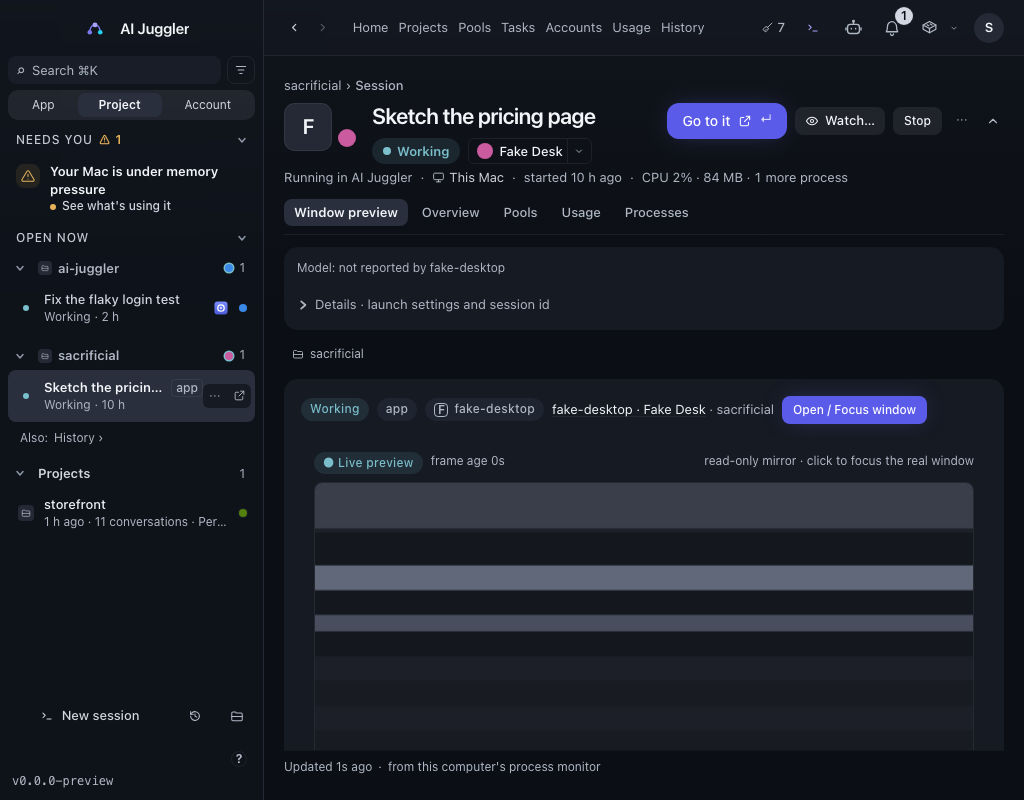 AI Juggler
Search ⌘K
App Project Account
NEEDS YOU 1
Your Mac is under memory
pressure
See what's using it
OPEN NOW
ai-juggler 1
Fix the flaky login test
Working · 2 h
sacrificial 1
Sketch the pricin... app ...
Working · 10 h
Also: History ›
Projects 1
storefront
1 h ago · 11 conversations · Per...
New session
?
v0.0.0-preview
Home Projects Pools Tasks Accounts Usage History 7 1 S
sacrificial › Session
F
Sketch the pricing page
Working Fake Desk
Go to it Watch... Stop ...
Running in AI Juggler · This Mac · started 10 h ago · CPU 2% · 84 MB · 1 more process
Window preview Overview Pools Usage Processes
Model: not reported by fake-desktop
Details · launch settings and session id
sacrificial
Working app F fake-desktop fake-desktop · Fake Desk · sacrificial Open / Focus window
Live preview frame age 0s read-only mirror · click to focus the real window
Updated 1s ago · from this computer's process monitor